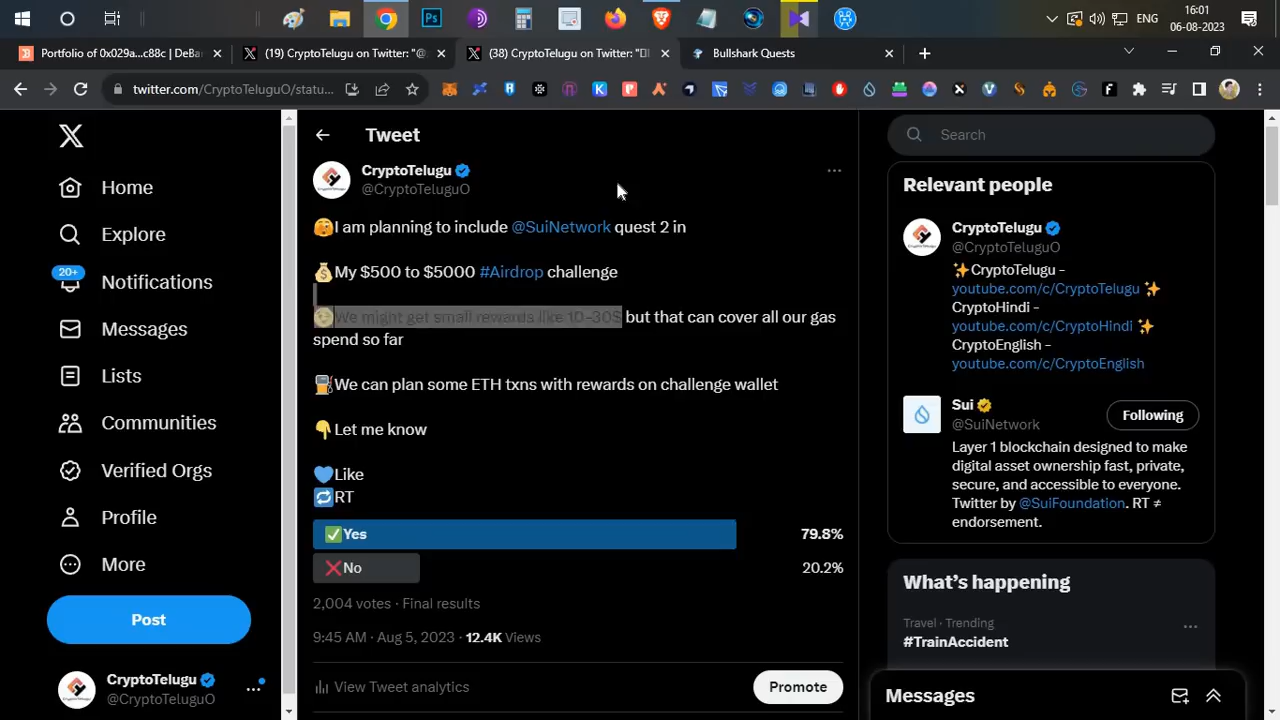 16:01
ENG
06-08-2023
Portfolio of 0x029a...c88c | DeBa
(19) CryptoTelugu on Twitter: "@
(38) CryptoTelugu on Twitter: "
Bullshark Quests
twitter.com/CryptoTeluguO/statu...
X
Home
Explore
20+
Notifications
Messages
Lists
Communities
Verified Orgs
Profile
More
Post
CryptoTelugu
@CryptoTeluguO
Tweet
CryptoTelugu
@CryptoTeluguO
I am planning to include @SuiNetwork quest 2 in
My $500 to $5000 #Airdrop challenge
We might get small rewards like 10-30$ but that can cover all our gas
spend so far
We can plan some ETH txns with rewards on challenge wallet
Let me know
Like
RT
Yes 79.8%
No 20.2%
2,004 votes · Final results
9:45 AM · Aug 5, 2023 · 12.4K Views
View Tweet analytics
Promote
Search
Relevant people
CryptoTelugu
@CryptoTeluguO
✨CryptoTelugu -
youtube.com/c/CryptoTelugu ✨
CryptoHindi -
youtube.com/c/CryptoHindi ✨
CryptoEnglish -
youtube.com/c/CryptoEnglish
Sui
@SuiNetwork
Following
Layer 1 blockchain designed to make
digital asset ownership fast, private,
secure, and accessible to everyone.
Twitter by @SuiFoundation. RT ≠
endorsement.
What's happening
Travel · Trending
#TrainAccident
Messages